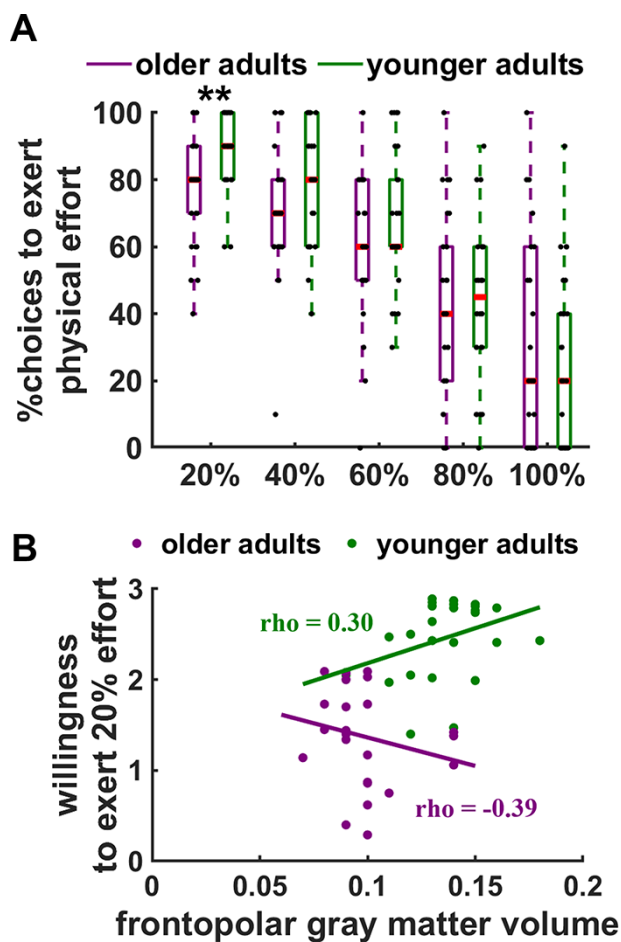 A
older adults younger adults
**
%choices to exert
physical effort
100
80
60
40
20
0
20% 40% 60% 80% 100%
B
older adults younger adults
willingness
to exert 20% effort
3
2
1
0
rho = 0.30
rho = -0.39
0 0.05 0.1 0.15 0.2
frontopolar gray matter volume